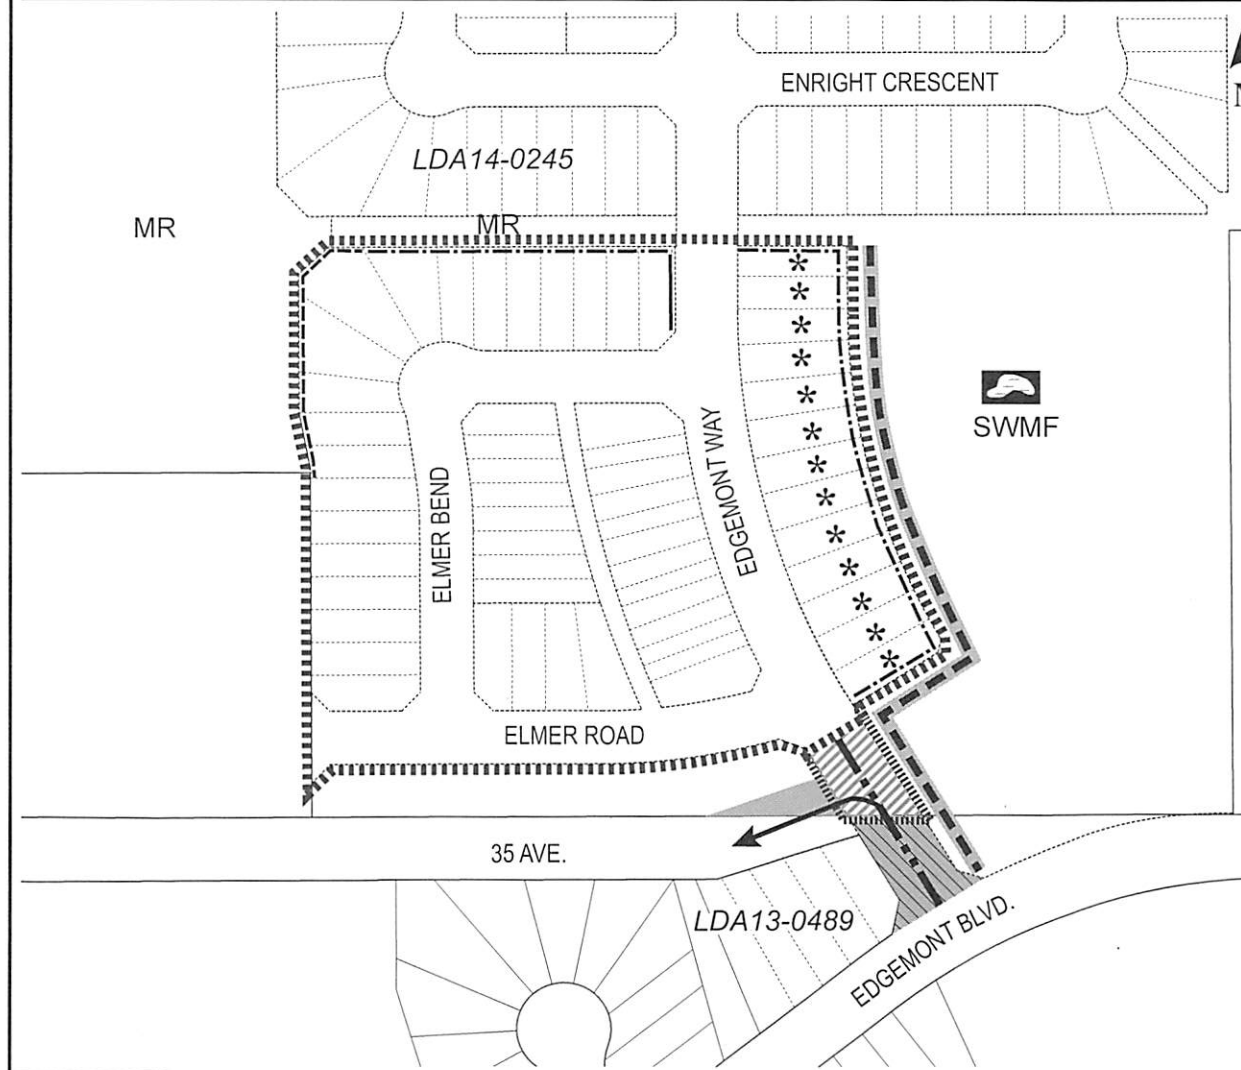 ENRIGHT CRESCENT
N
LDA14-0245
MR
MR
SWMF
EDGEMONT WAY
ELMER BEND
ELMER ROAD
35 AVE.
LDA13-0489
EDGEMONT BLVD.